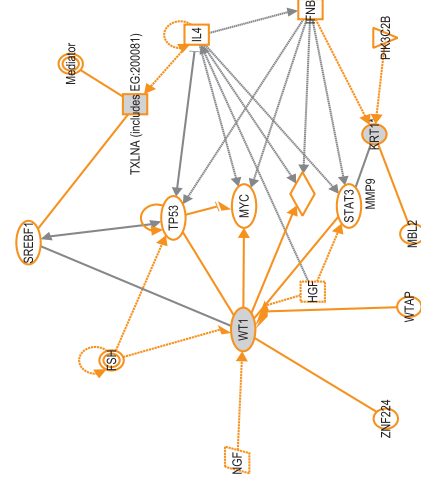 IFNB
IL4
PIK3C2B
Mediator
TXLNA (includes EG:200081)
KRT1*
SREBF1
TP53
MYC
STAT3
MMP9
MBL2
HGF
WT1
WTAP
FSH
ZNF224
NGF